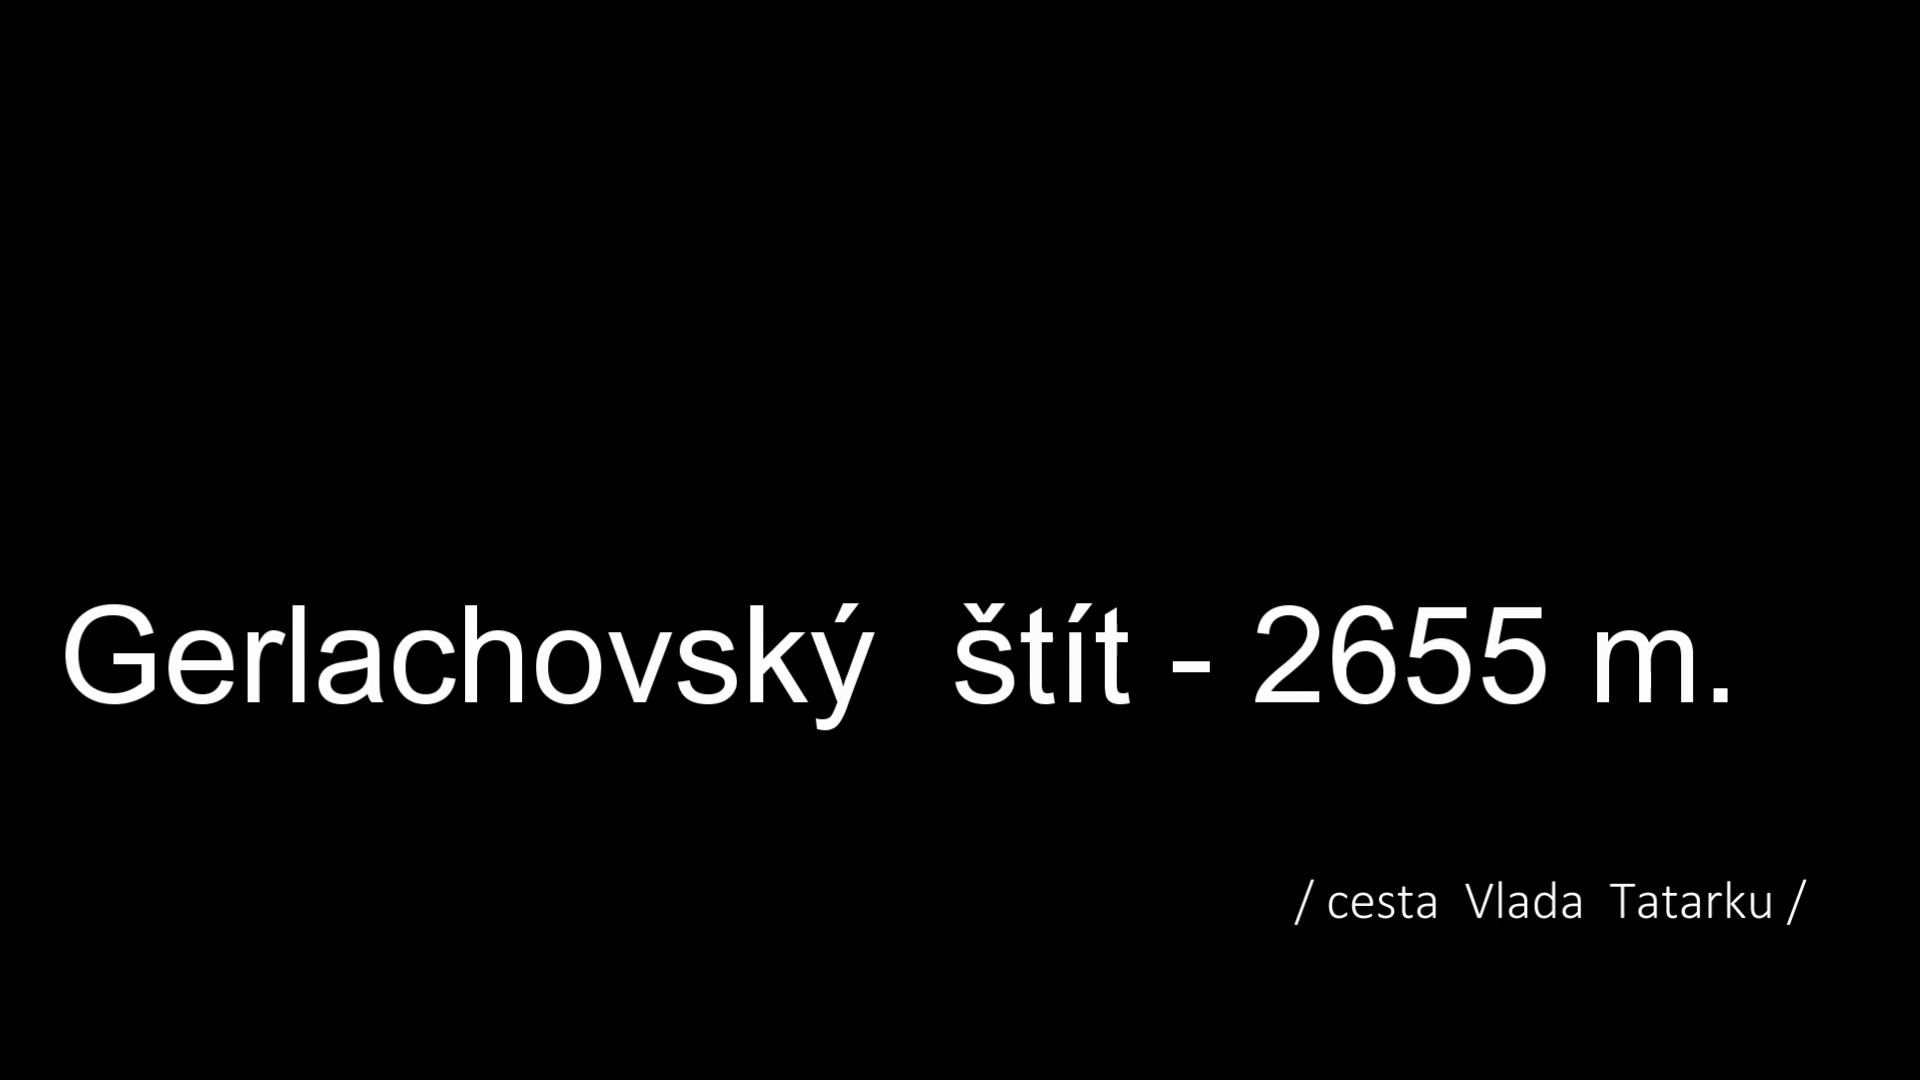 Gerlachovský štít - 2655 m.
/ cesta Vlada Tatarku /